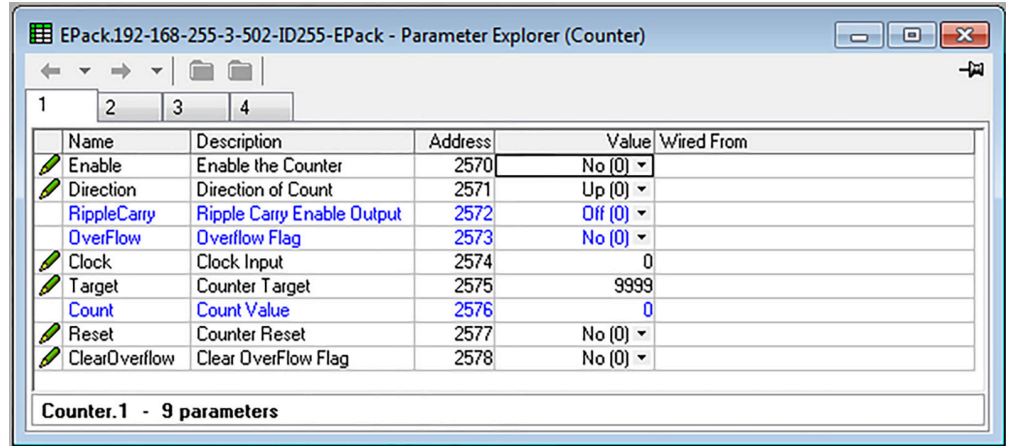 EPack.192-168-255-3-502-ID255-EPack - Parameter Explorer (Counter)
1 2 3 4
Name Description Address Value Wired From
Enable Enable the Counter 2570 No (0)
Direction Direction of Count 2571 Up (0)
RippleCarry Ripple Carry Enable Output 2572 Off (0)
OverFlow Overflow Flag 2573 No (0)
Clock Clock Input 2574 0
Target Counter Target 2575 9999
Count Count Value 2576 0
Reset Counter Reset 2577 No (0)
ClearOverflow Clear OverFlow Flag 2578 No (0)
Counter.1 - 9 parameters